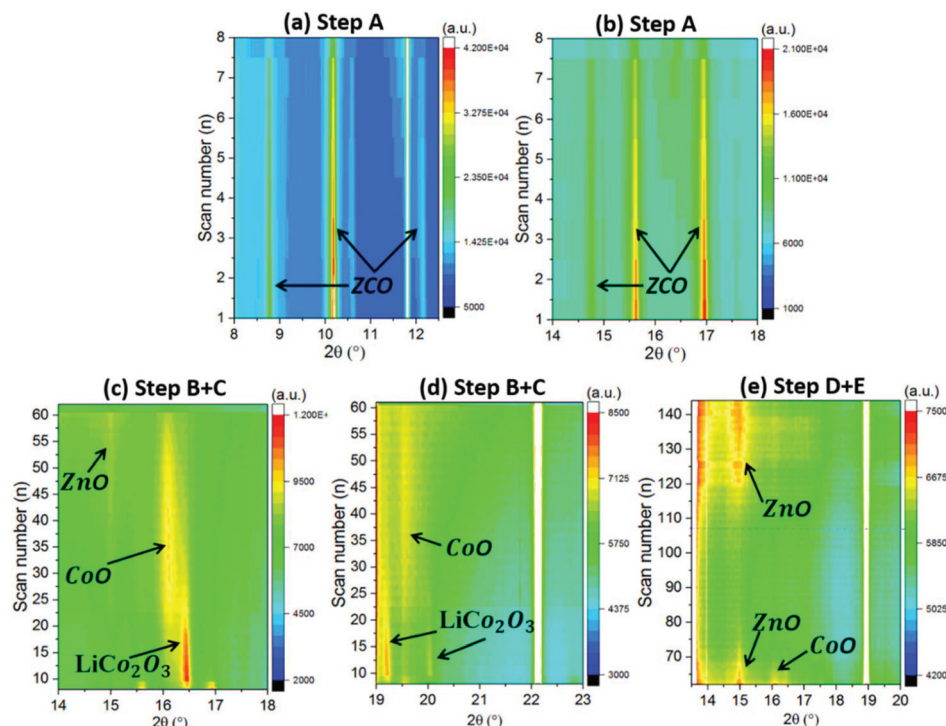 (a) Step A
(b) Step A
(a.u.)
(a.u.)
8
7
6
5
4
3
2
1
Scan number (n)
ZCO
8 9 10 11 12
2θ (°)
4.200E+04
3.275E+04
2.350E+04
1.425E+04
5000
8
7
6
5
4
3
2
1
Scan number (n)
ZCO
14 15 16 17 18
2θ (°)
2.100E+04
1.600E+04
1.100E+04
6000
1000
(c) Step B+C
(d) Step B+C
(e) Step D+E
(a.u.)
(a.u.)
(a.u.)
60
55
50
45
40
35
30
25
20
15
10
Scan number (n)
ZnO
CoO
LiCo₂O₃
14 15 16 17 18
2θ (°)
1.200E+
9500
7000
4500
2000
60
50
40
30
20
10
Scan number (n)
CoO
LiCo₂O₃
19 20 21 22 23
2θ (°)
8500
7125
5750
4375
3000
140
130
120
110
100
90
80
70
Scan number (n)
ZnO
ZnO
CoO
14 15 16 17 18 19 20
2θ (°)
7500
6675
5850
5025
4200